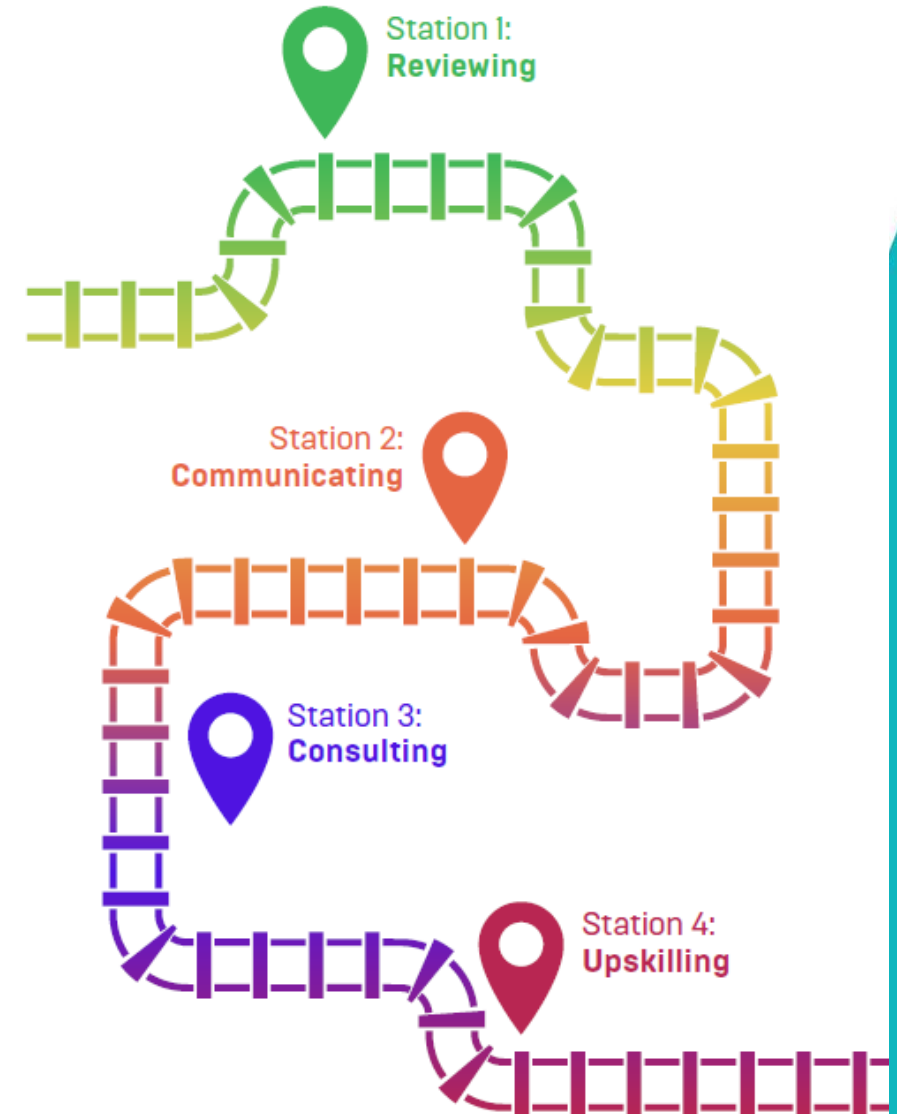 Station 1:
Reviewing
Station 2:
Communicating
Station 3:
Consulting
Station 4:
Upskilling